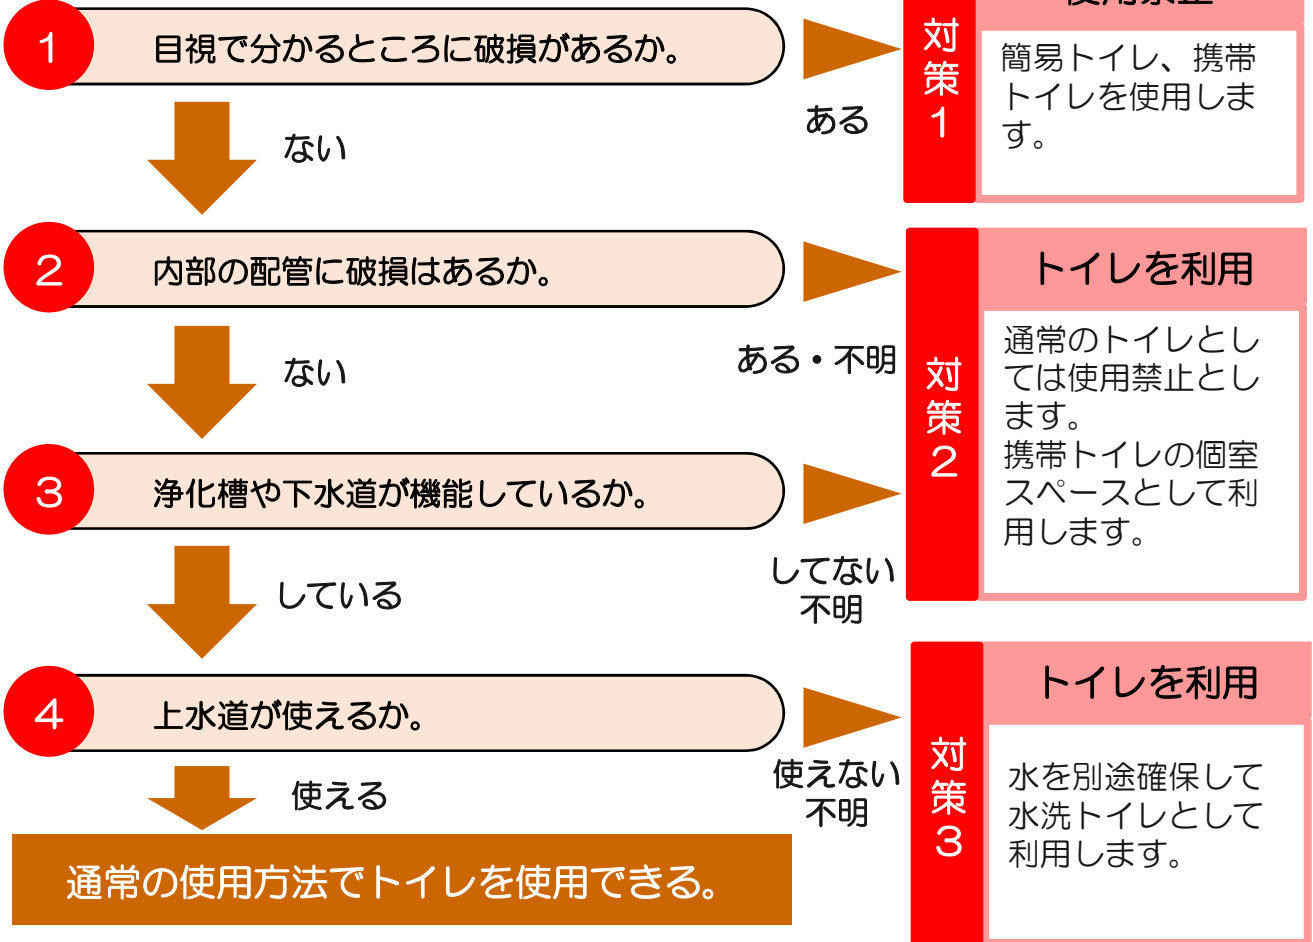 1
目視で分かるところに破損があるか。
ある
ない
対策1
使用禁止
簡易トイレ、携帯
トイレを使用しま
す。
2
内部の配管に破損はあるか。
ある・不明
ない
3
浄化槽や下水道が機能しているか。
してない
不明
している
対策2
トイレを利用
通常のトイレとし
ては使用禁止とし
ます。
携帯トイレの個室
スペースとして利
用します。
4
上水道が使えるか。
使えない
不明
使える
対策3
トイレを利用
水を別途確保して
水洗トイレとして
利用します。
通常の使用方法でトイレを使用できる。